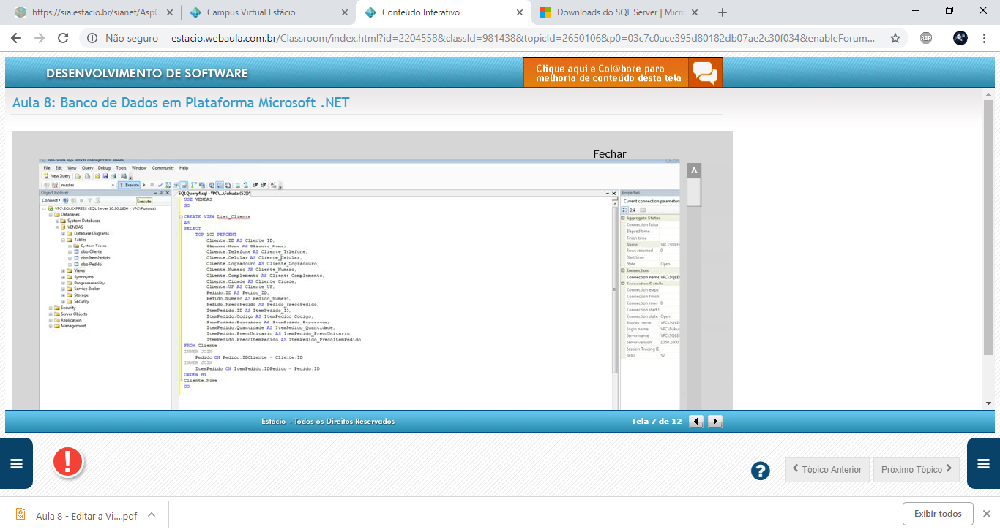 https://sia.estacio.br/sianet/AspC
Campus Virtual Estácio
Conteúdo Interativo
Downloads do SQL Server | Micro
Não seguro
estacio.webaula.com.br/Classroom/index.html?id=2204558&classId=981438&topicId=2650106&p0=03c7c0ace395d80182db07ae2c30f034&enableForum...
ABP
DESENVOLVIMENTO DE SOFTWARE
Clique aqui e Col@bore para
melhoria de conteúdo desta tela
Aula 8: Banco de Dados em Plataforma Microsoft .NET
Fechar
Microsoft SQL Server Management Studio
File Edit View Query Debug Tools Window Community Help
New Query
master
Execute
Object Explorer
Connect
Execute
VPC\SQLEXPRESS (SQL Server 10.50.1600 - VPC\Fukuda)
Databases
System Databases
VENDAS
Database Diagrams
Tables
System Tables
dbo.Cliente
dbo.ItemPedido
dbo.Pedido
Views
Synonyms
Programmability
Service Broker
Storage
Security
Security
Server Objects
Replication
Management
SQLQuery4.sql - VPC\...\Fukuda (52))*
USE VENDAS
GO
CREATE VIEW List_Cliente
AS
SELECT
TOP 100 PERCENT
Cliente.ID AS Cliente_ID,
Cliente.Nome AS Cliente_Nome,
Cliente.Telefone AS Cliente_Telefone,
Cliente.Celular AS Cliente_Celular,
Cliente.Logradouro AS Cliente_Logradouro,
Cliente.Numero AS Cliente_Numero,
Cliente.Complemento AS Cliente_Complemento,
Cliente.Cidade AS Cliente_Cidade,
Cliente.UF AS Cliente_UF,
Pedido.ID AS Pedido_ID,
Pedido.Numero AS Pedido_Numero,
Pedido.PrecoPedido AS Pedido_PrecoPedido,
ItemPedido.ID AS ItemPedido_ID,
ItemPedido.Codigo AS ItemPedido_Codigo,
ItemPedido.Descricao AS ItemPedido_Descricao,
ItemPedido.Quantidade AS ItemPedido_Quantidade,
ItemPedido.PrecoUnitario AS ItemPedido_PrecoUnitario,
ItemPedido.PrecoItemPedido AS ItemPedido_PrecoItemPedido
FROM Cliente
INNER JOIN
Pedido ON Pedido.IDCliente = Cliente.ID
INNER JOIN
ItemPedido ON ItemPedido.IDPedido = Pedido.ID
ORDER BY
Cliente.Nome
GO
Properties
Current connection parameters
Aggregate Status
Connection failur
Elapsed time
Finish time
Name VPC\SQLEX
Rows returned 0
Start time
State Open
Connection
Connection name VPC\SQLEX
Connection Details
Connection elaps
Connection finish
Connection rows 0
Connection start t
Connection state Open
Display name VPC\SQLEX
Login name VPC\Fukuc
Server name VPC\SQLEX
Server version 10.50.1600
Session Tracing ID
SPID 52
Estácio - Todos os Direitos Reservados
Tela 7 de 12
Tópico Anterior
Próximo Tópico
Aula 8 - Editar a Vi....pdf
Exibir todos